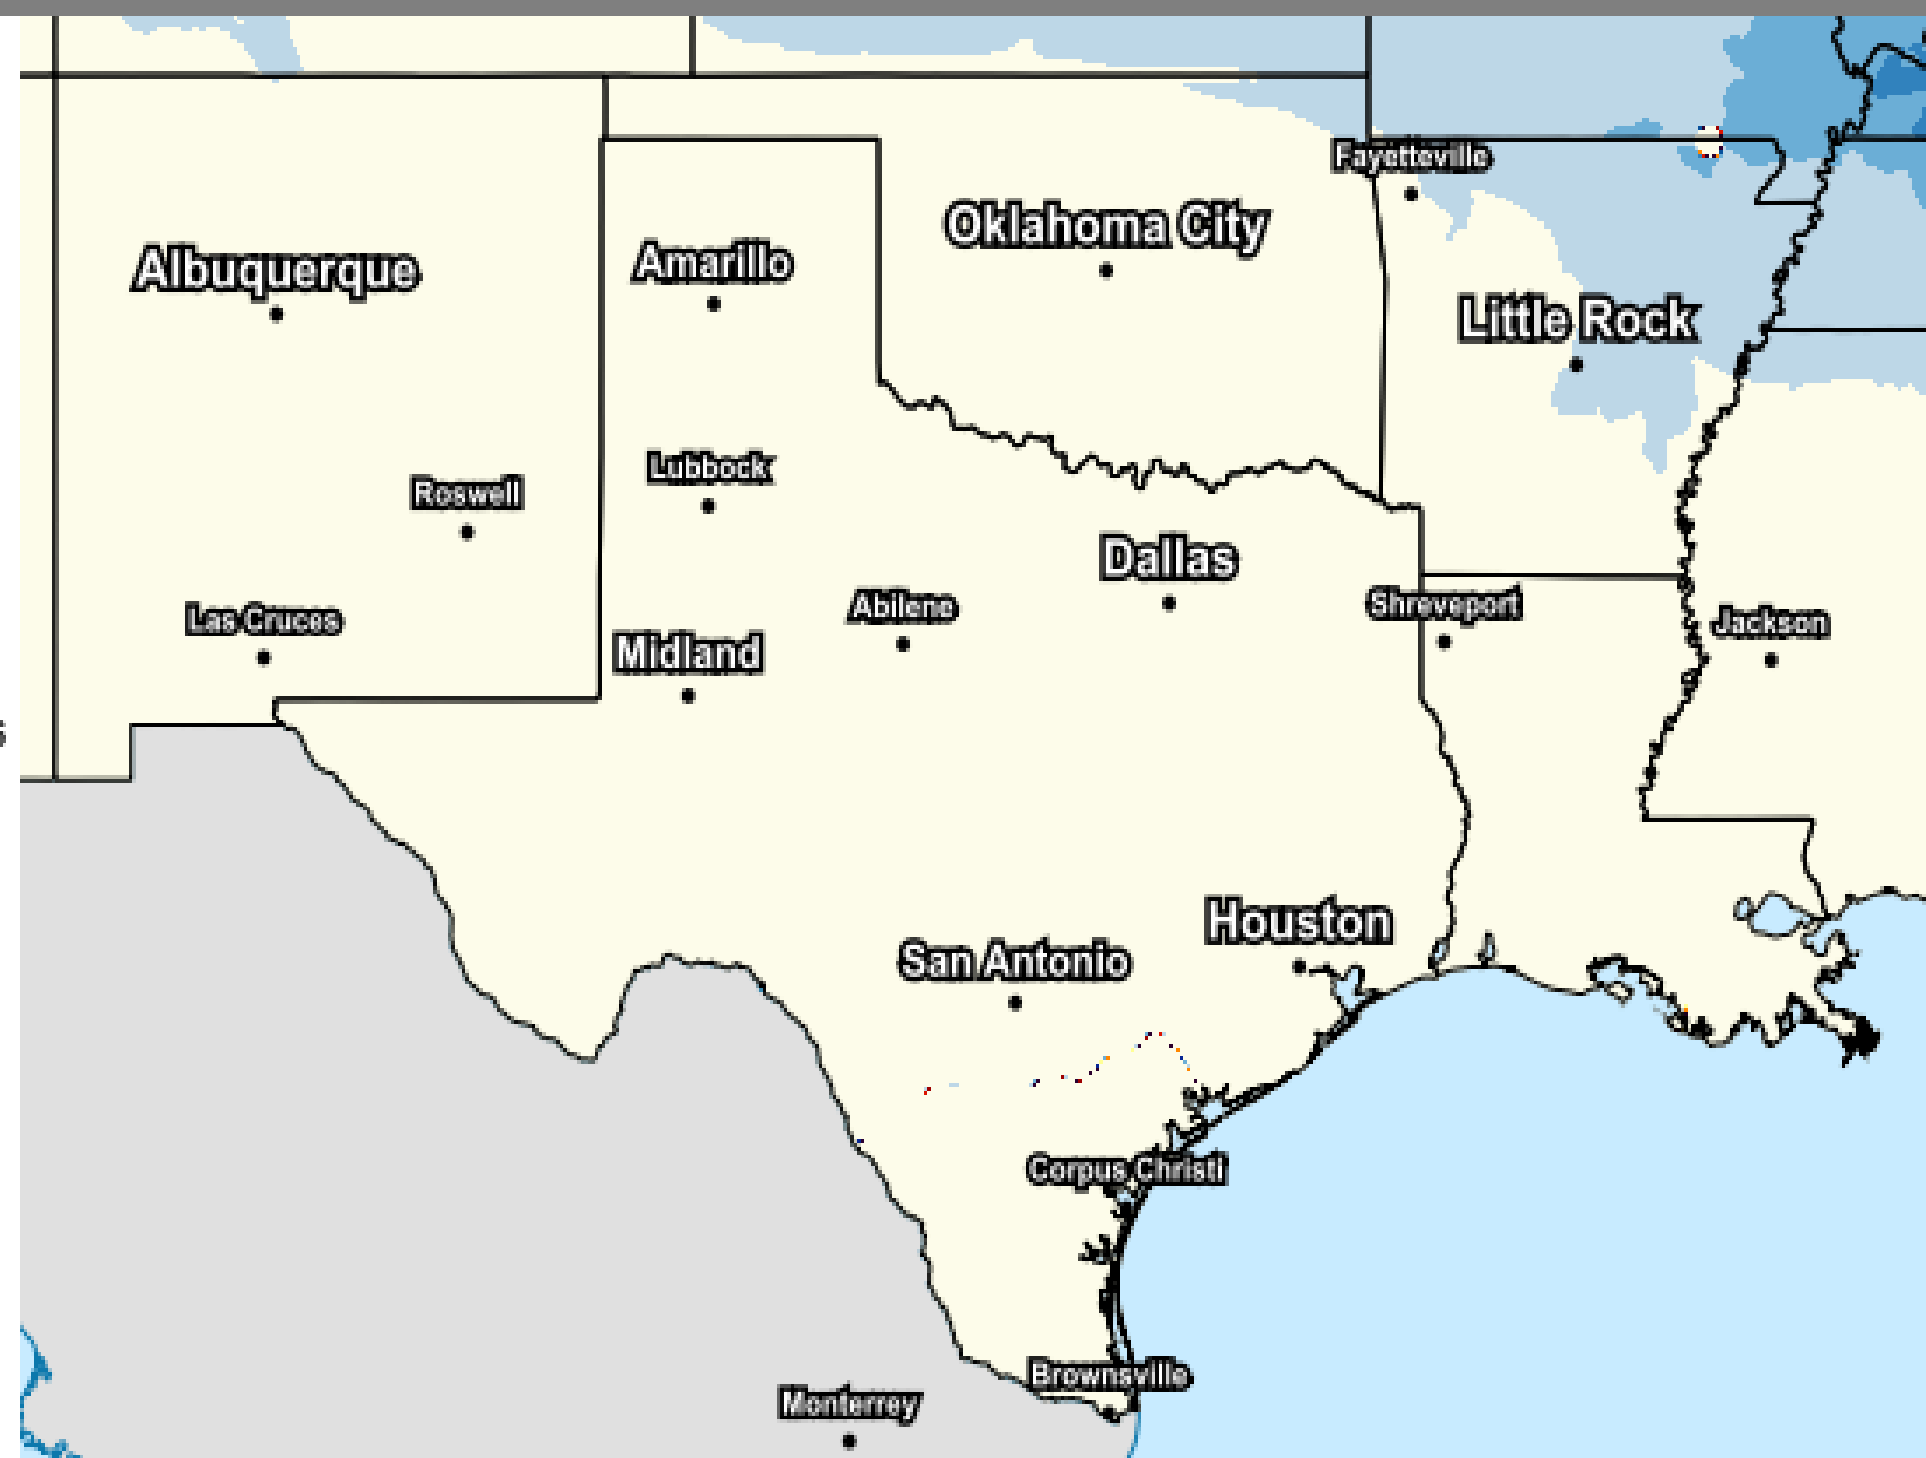 Fayetteville
Oklahoma City
Albuquerque
Amarillo
Little Rock
Lubbock
Roswell
Dallas
Abilene
Shreveport
Las Cruces
Jackson
Midland
s
Houston
San Antonio
Corpus Christi
Brownsville
Monterrey